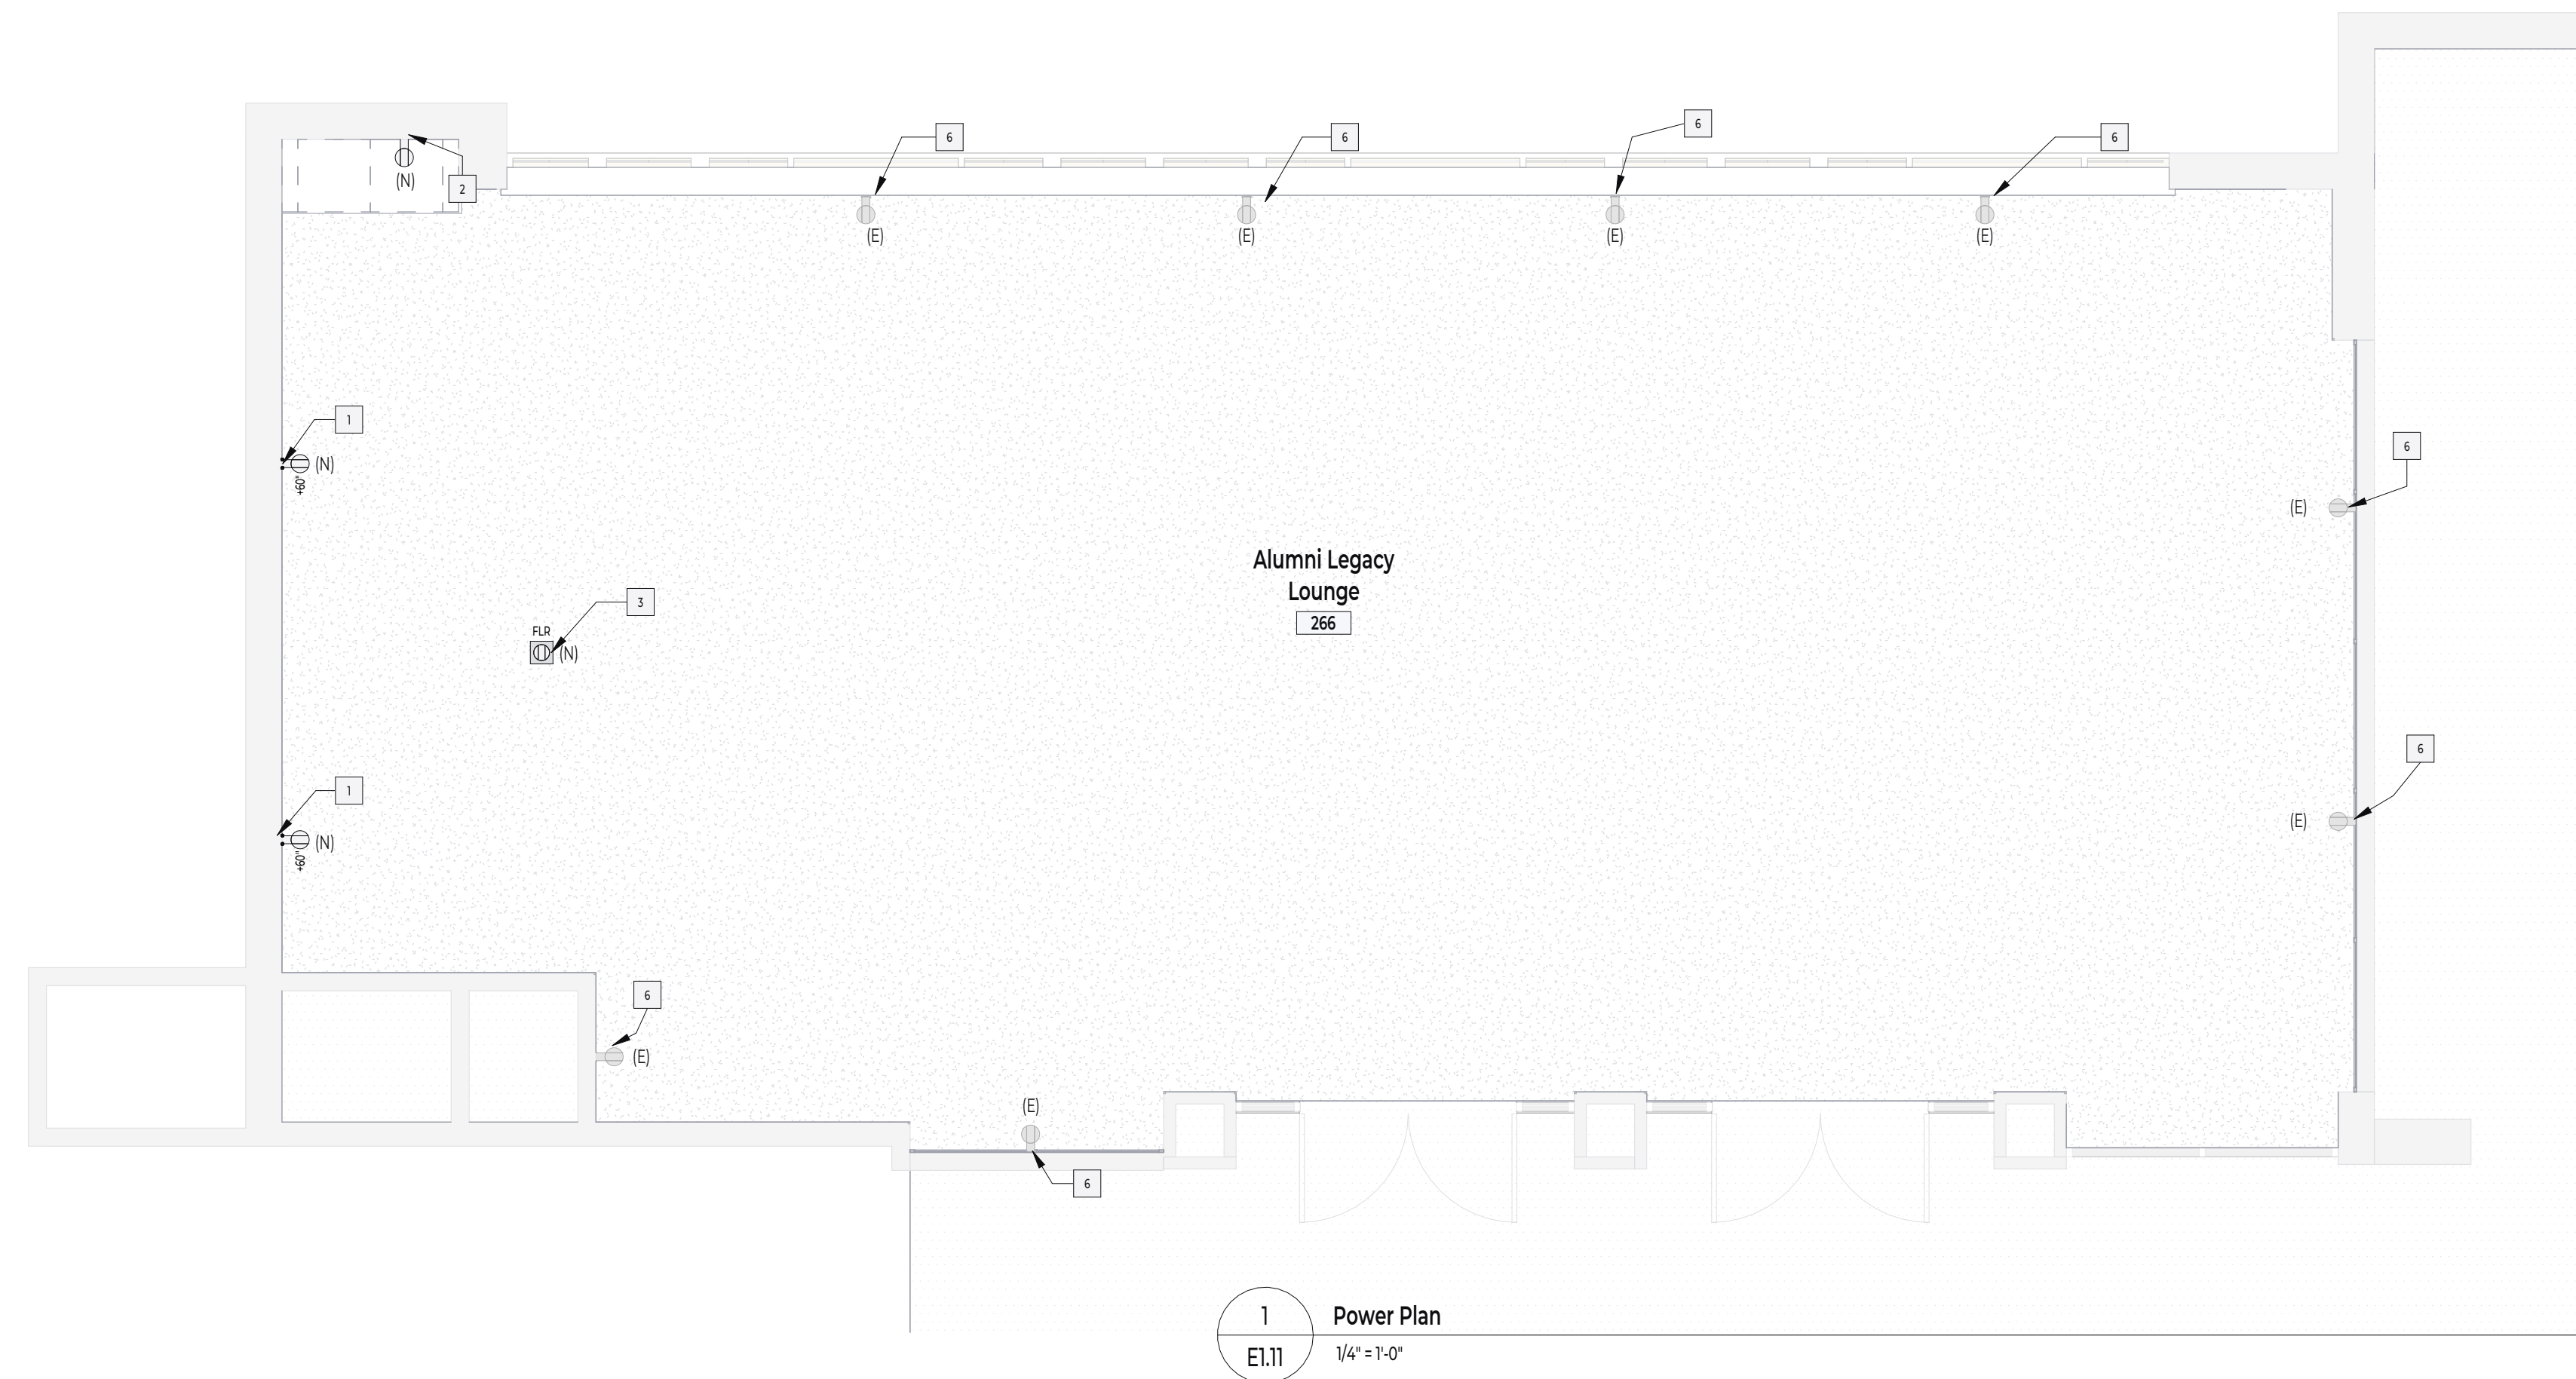 6
6
6
6
(N)
2
(E)
(E)
(E)
(E)
1
6
(N)
+60"
(E)
Alumni Legacy
Lounge
266
3
FLR
(N)
6
1
(N)
+60"
(E)
6
(E)
(E)
6
1
Power Plan
E1.11
1/4" = 1'-0"